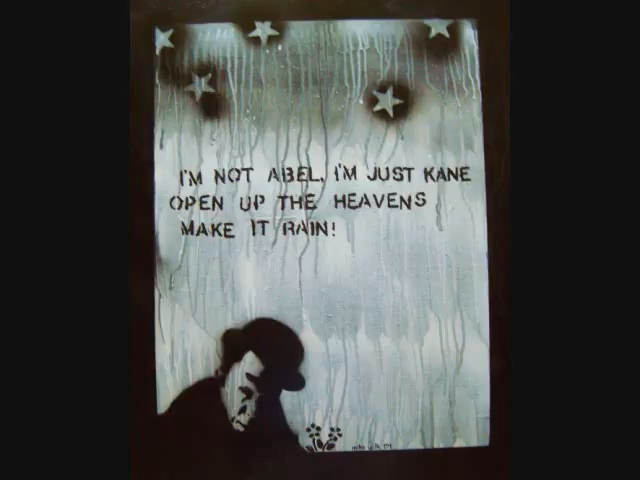 I'M NOT ABEL, I'M JUST KANE
OPEN UP THE HEAVENS
MAKE IT RAIN!